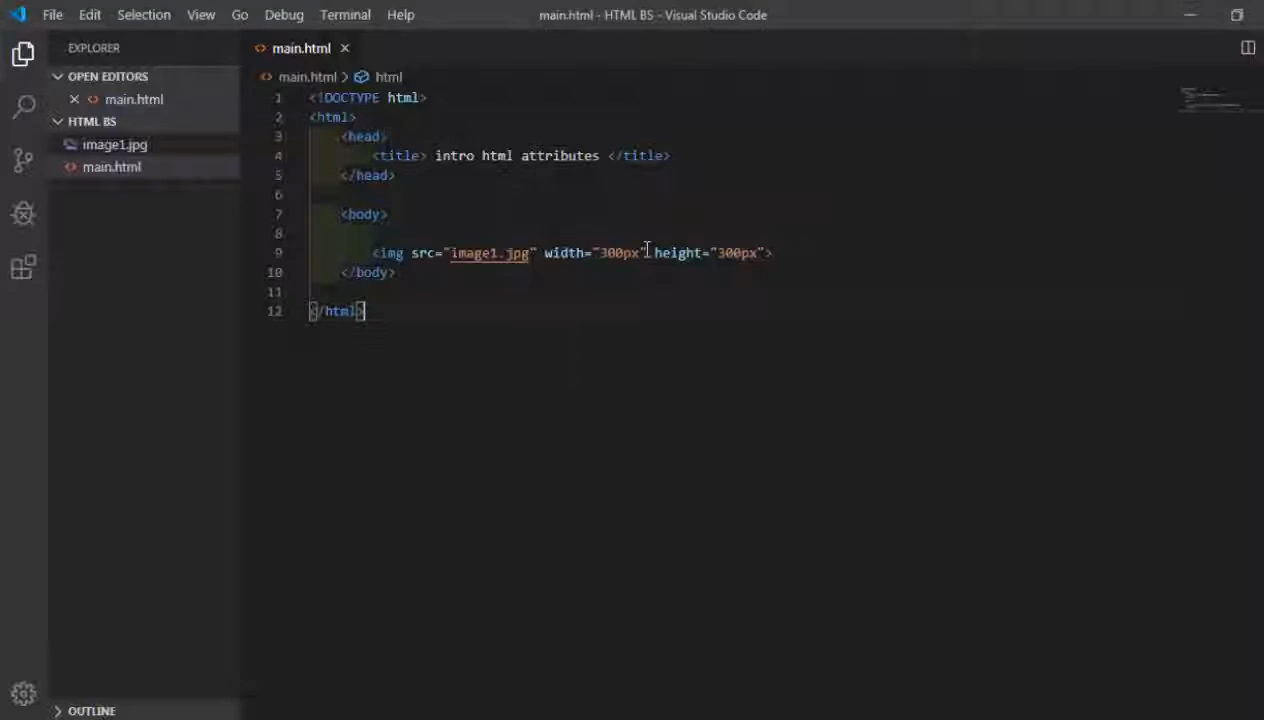 File Edit Selection View Go Debug Terminal Help main.html - HTML BS - Visual Studio Code
EXPLORER
OPEN EDITORS
main.html
HTML BS
image1.jpg
main.html
OUTLINE
main.html
main.html > html
1 <!DOCTYPE html>
2 <html>
3 <head>
4 <title> intro html attributes </title>
5 </head>
6
7 <body>
8
9 <img src="image1.jpg" width="300px" height="300px">
10 </body>
11
12 </html>